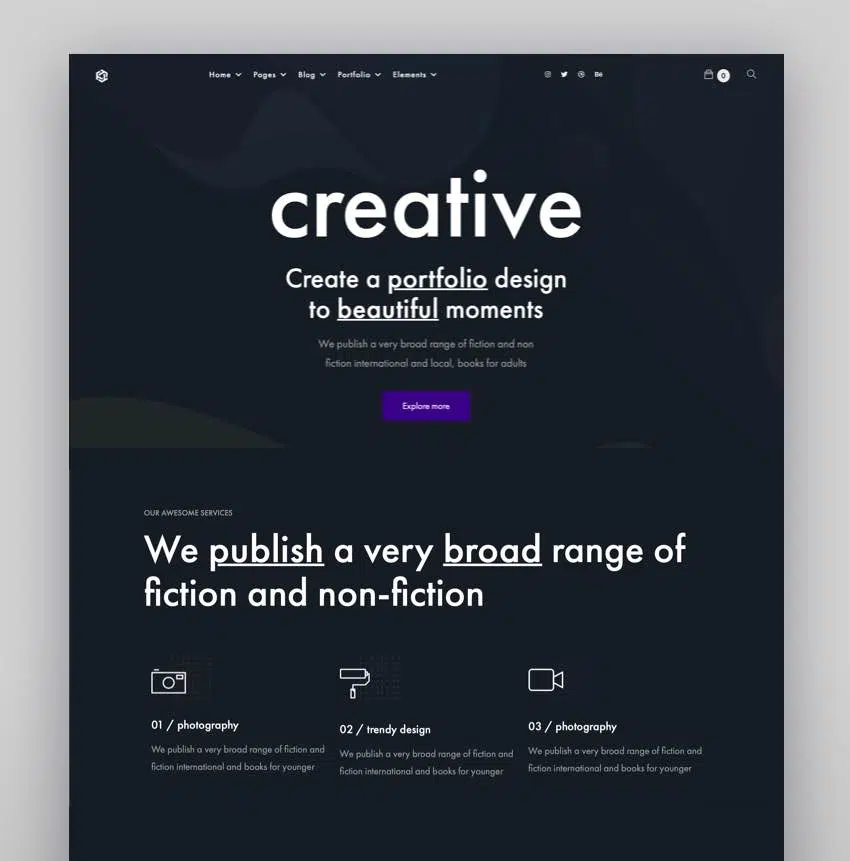 Home Pages Blog Portfolio Elements Bē 0
creative
Create a portfolio design
to beautiful moments
We publish a very broad range of fiction and non
fiction international and local, books for adults
Explore more
OUR AWESOME SERVICES
We publish a very broad range of
fiction and non-fiction
01 / photography
We publish a very broad range of fiction and
fiction international and books for younger
02 / trendy design
We publish a very broad range of fiction and
fiction international and books for younger
03 / photography
We publish a very broad range of fiction and
fiction international and books for younger